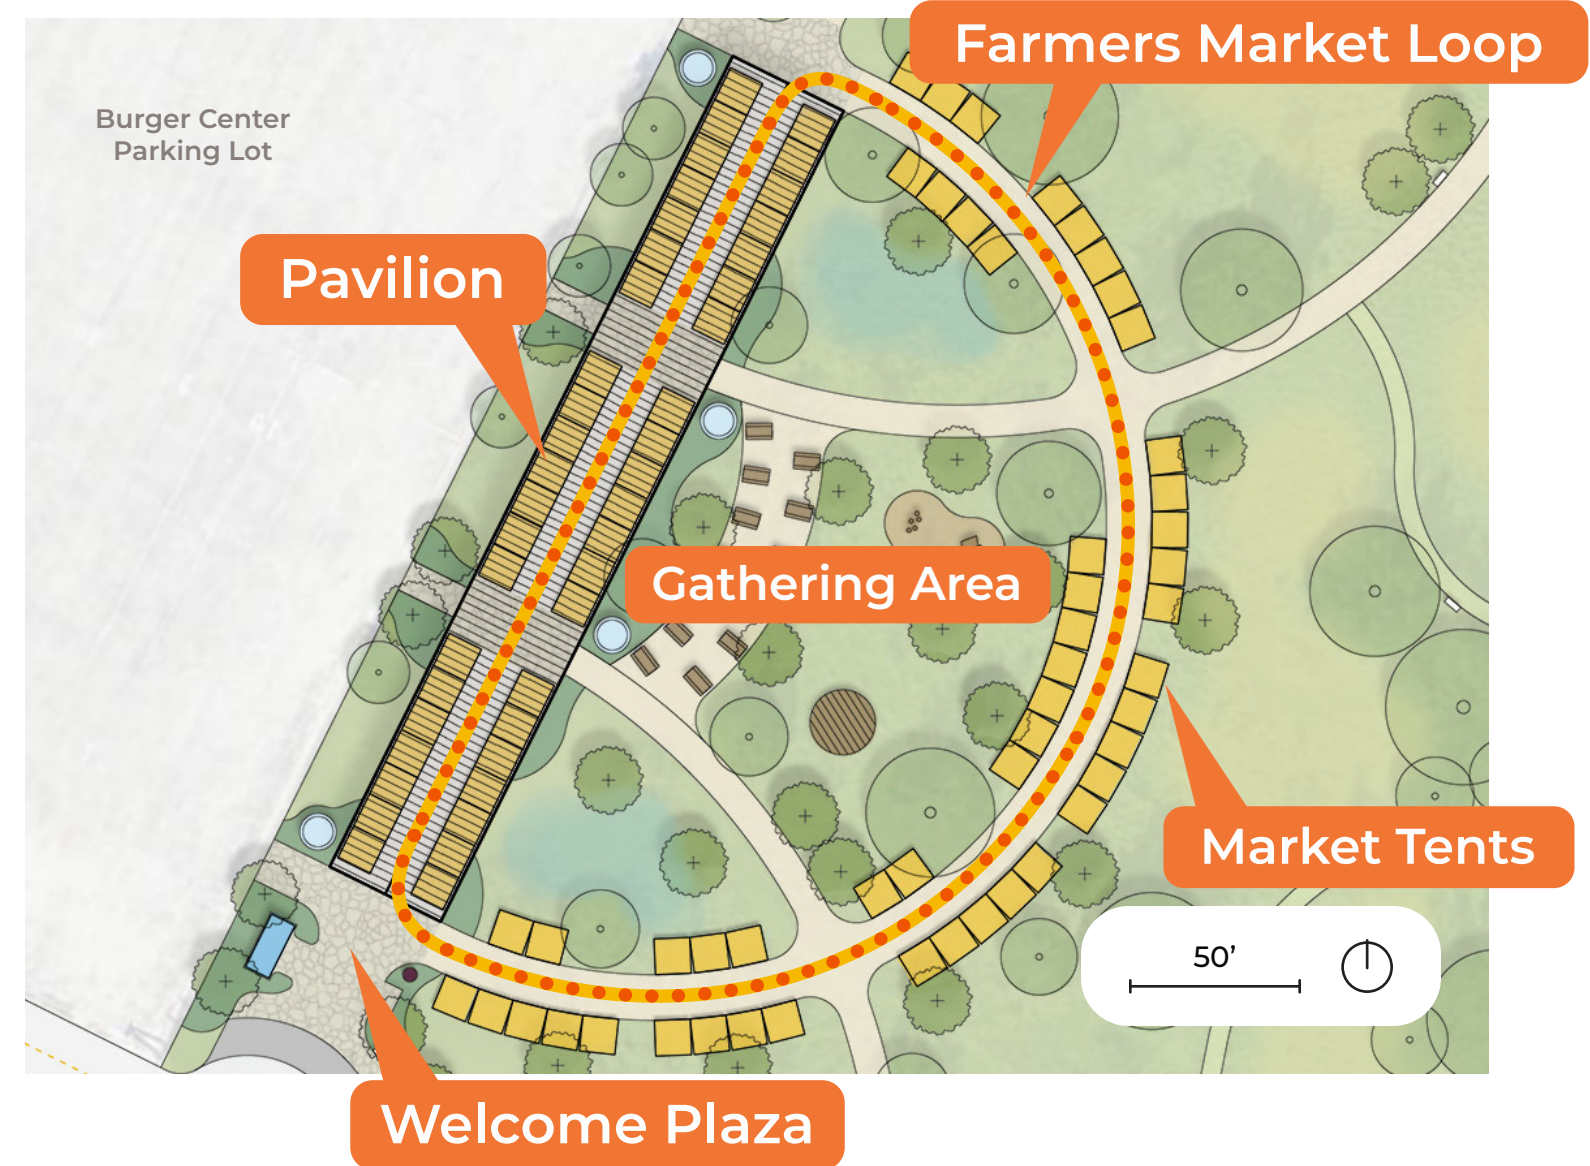 Farmers Market Loop
Burger Center
Parking Lot
Pavilion
Gathering Area
Market Tents
50’
Welcome Plaza